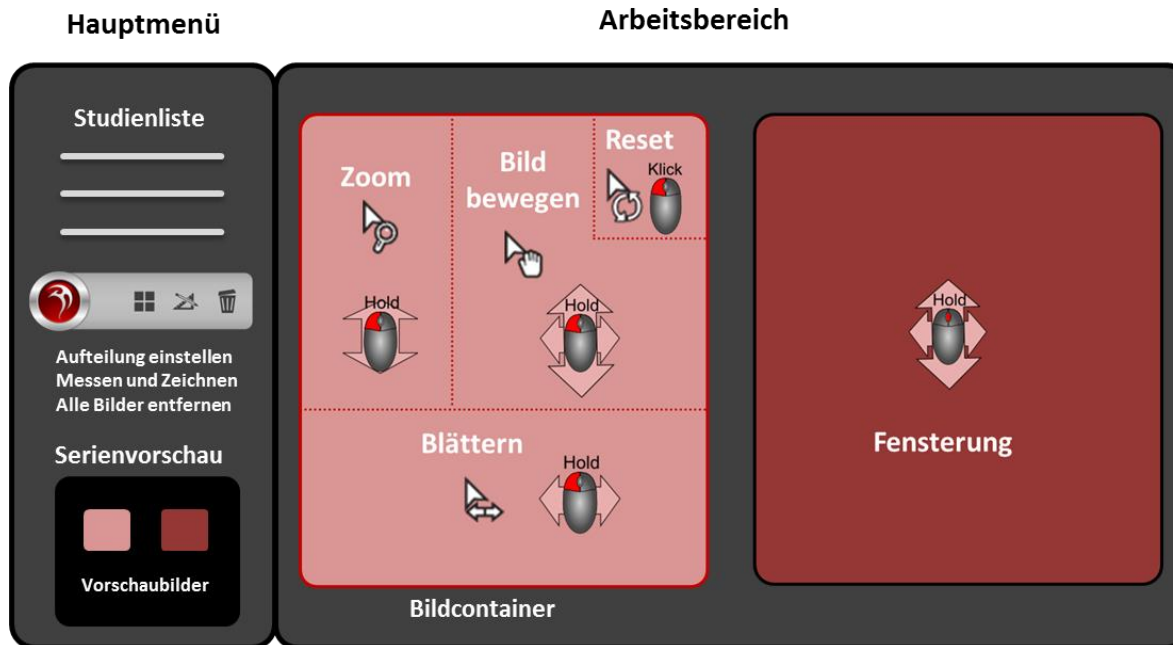 Hauptmenü
Arbeitsbereich
Studienliste
Aufteilung einstellen
Messen und Zeichnen
Alle Bilder entfernen
Serienvorschau
Vorschaubilder
Zoom
Hold
Bild
bewegen
Hold
Reset
Klick
Blättern
Hold
Bildcontainer
Hold
Fensterung